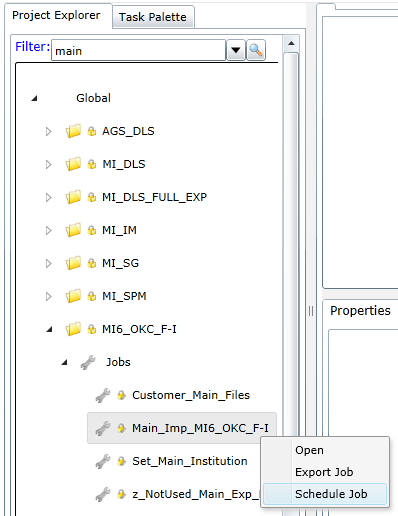 Project Explorer Task Palette
Filter: main
Global
AGS_DLS
MI_DLS
MI_DLS_FULL_EXP
MI_IM
MI_SG
MI_SPM
MI6_OKC_F-I
Jobs
Customer_Main_Files
Main_Imp_MI6_OKC_F-I
Set_Main_Institution
z_NotUsed_Main_Exp_
Open
Export Job
Schedule Job
Properties